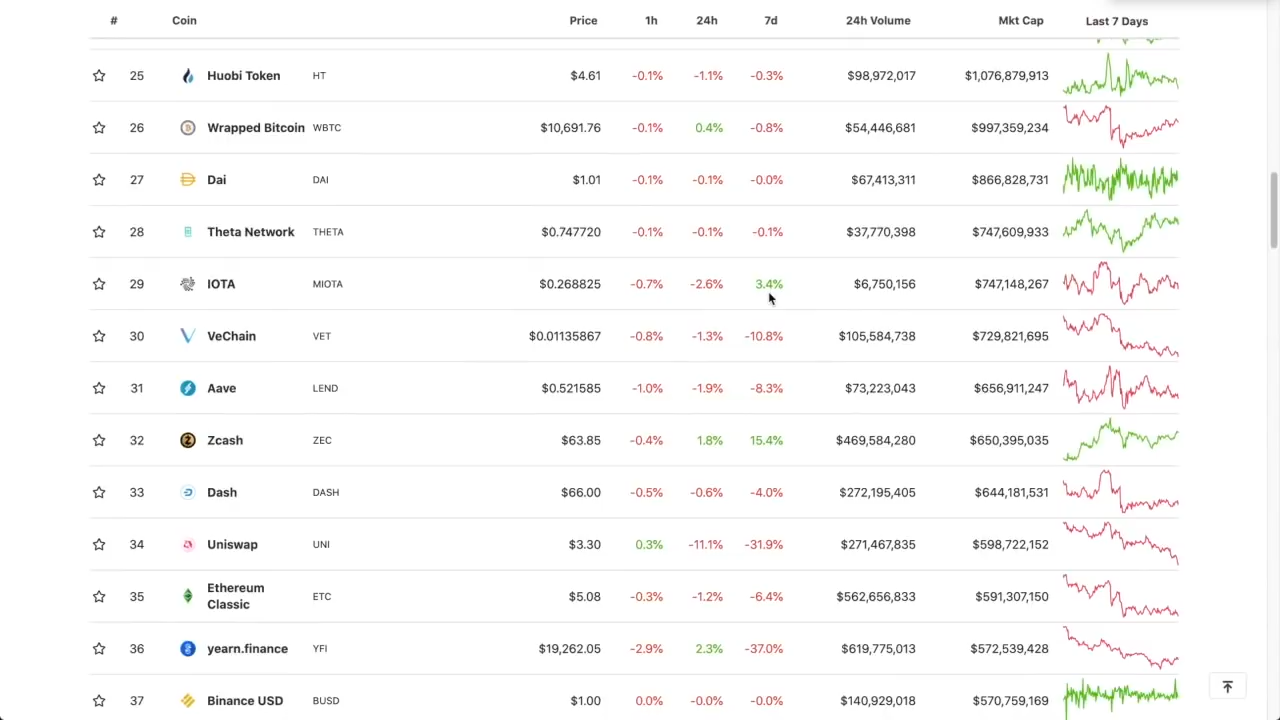 # Coin Price 1h 24h 7d 24h Volume Mkt Cap Last 7 Days
25 Huobi Token HT $4.61 -0.1% -1.1% -0.3% $98,972,017 $1,076,879,913
26 Wrapped Bitcoin WBTC $10,691.76 -0.1% 0.4% -0.8% $54,446,681 $997,359,234
27 Dai DAI $1.01 -0.1% -0.1% -0.0% $67,413,311 $866,828,731
28 Theta Network THETA $0.747720 -0.1% -0.1% -0.1% $37,770,398 $747,609,933
29 IOTA MIOTA $0.268825 -0.7% -2.6% 3.4% $6,750,156 $747,148,267
30 VeChain VET $0.01135867 -0.8% -1.3% -10.8% $105,584,738 $729,821,695
31 Aave LEND $0.521585 -1.0% -1.9% -8.3% $73,223,043 $656,911,247
32 Zcash ZEC $63.85 -0.4% 1.8% 15.4% $469,584,280 $650,395,035
33 Dash DASH $66.00 -0.5% -0.6% -4.0% $272,195,405 $644,181,531
34 Uniswap UNI $3.30 0.3% -11.1% -31.9% $271,467,835 $598,722,152
35 Ethereum Classic ETC $5.08 -0.3% -1.2% -6.4% $562,656,833 $591,307,150
36 yearn.finance YFI $19,262.05 -2.9% 2.3% -37.0% $619,775,013 $572,539,428
37 Binance USD BUSD $1.00 0.0% -0.0% -0.0% $140,929,018 $570,759,169